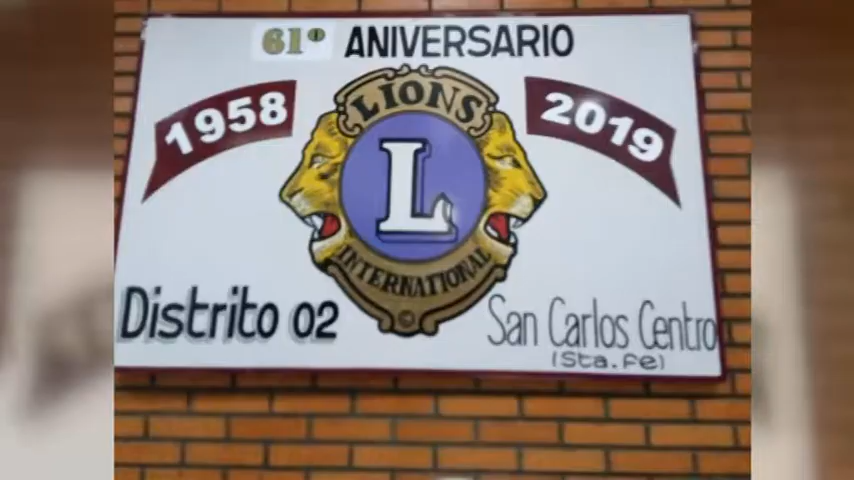 61º ANIVERSARIO
1958
2019
LIONS
L
INTERNATIONAL
Distrito 02
San Carlos Centro
(Sta. Fe)